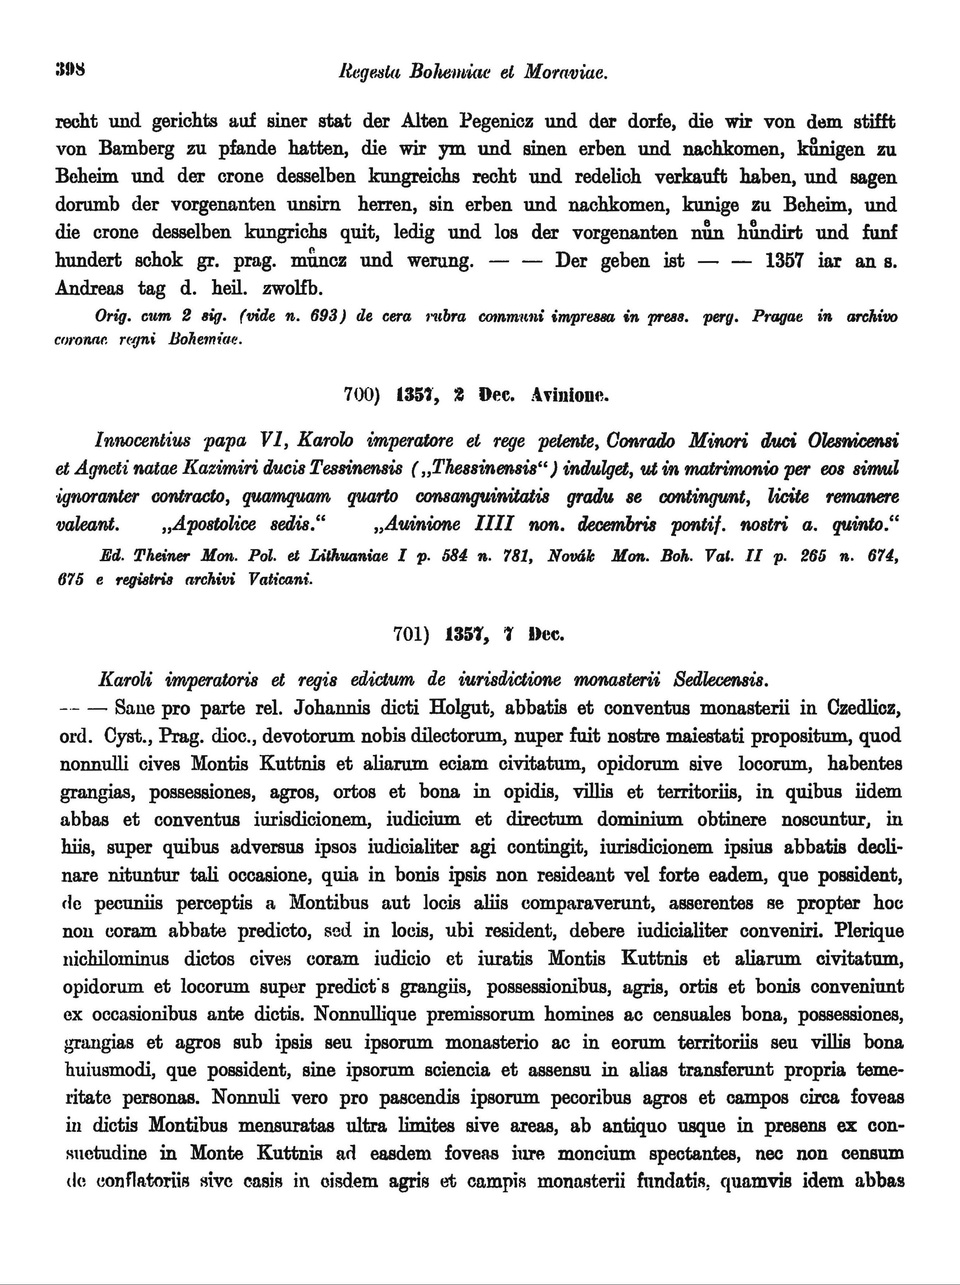 398 Regesta Bohemiae et Moraviae.
recht und gerichts auf siner stat der Alten Pegenicz und der dorfe, die wir von dem stifft
von Bamberg zu pfande hatten, die wir ym und sinen erben und nachkomen, kůnigen zu
Beheim und der crone desselben kungreichs recht und redelich verkauft haben, und sagen
dorumb der vorgenanten unsirn herren, sin erben und nachkomen, kunige zu Beheim, und
die crone desselben kungrichs quit, ledig und los der vorgenanten nuͤn huͤndirt und funf
hundert schok gr. prag. muͤncz und werung. — — Der geben ist — — 1357 iar an s.
Andreas tag d. heil. zwolfb.
Orig. cum 2 sig. (vide n. 693) de cera rubra communi impressa in press. perg. Pragae in archivo
coronae regni Bohemiae.
700) 1357, 2 Dec. Avinione.
Innocentius papa VI, Karolo imperatore et rege petente, Conrado Minori duci Olesnicensi
et Agneti natae Kazimiri ducis Tessinensis („Thessinensis“) indulget, ut in matrimonio per eos simul
ignoranter contracto, quamquam quarto consanguinitatis gradu se contingunt, licite remanere
valeant. „Apostolice sedis.“ „Auinione IIII non. decembris pontif. nostri a. quinto.“
Ed. Theiner Mon. Pol. et Lithuaniae I p. 584 n. 781, Novák Mon. Boh. Vat. II p. 265 n. 674,
675 e registris archivi Vaticani.
701) 1357, 7 Dec.
Karoli imperatoris et regis edictum de iurisdictione monasterii Sedlecensis.
— — Sane pro parte rel. Johannis dicti Holgut, abbatis et conventus monasterii in Czedlicz,
ord. Cyst., Prag. dioc., devotorum nobis dilectorum, nuper fuit nostre maiestati propositum, quod
nonnulli cives Montis Kuttnis et aliarum eciam civitatum, opidorum sive locorum, habentes
grangias, possessiones, agros, ortos et bona in opidis, villis et territoriis, in quibus iidem
abbas et conventus iurisdicionem, iudicium et directum dominium obtinere noscuntur, in
hiis, super quibus adversus ipsos iudicialiter agi contingit, iurisdicionem ipsius abbatis decli-
nare nituntur tali occasione, quia in bonis ipsis non resideant vel forte eadem, que possident,
de pecuniis perceptis a Montibus aut locis aliis comparaverunt, asserentes se propter hoc
non coram abbate predicto, sed in locis, ubi resident, debere iudicialiter conveniri. Plerique
nichilominus dictos cives coram iudicio et iuratis Montis Kuttnis et aliarum civitatum,
opidorum et locorum super predictis grangiis, possessionibus, agris, ortis et bonis conveniunt
ex occasionibus ante dictis. Nonnullique premissorum homines ac censuales bona, possessiones,
grangias et agros sub ipsis seu ipsorum monasterio ac in eorum territoriis seu villis bona
huiusmodi, que possident, sine ipsorum sciencia et assensu in alias transferunt propria teme-
ritate personas. Nonnuli vero pro pascendis ipsorum pecoribus agros et campos circa foveas
in dictis Montibus mensuratas ultra limites sive areas, ab antiquo usque in presens ex con-
suetudine in Monte Kuttnis ad easdem foveas iure moncium spectantes, nec non censum
de conflatoriis sive casis in eisdem agris et campis monasterii fundatis, quamvis idem abbas